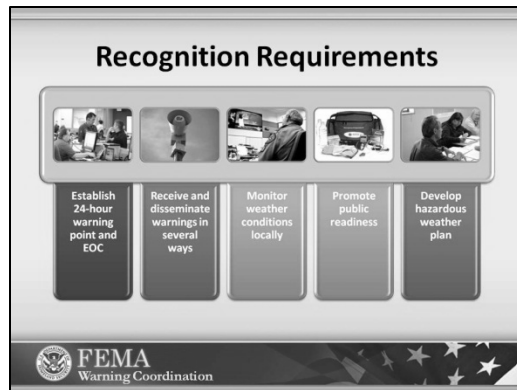 Recognition Requirements
Establish
24-hour
warning
point and
EOC
Receive and
disseminate
warnings in
several
ways
Monitor
weather
conditions
locally
Promote
public
readiness
Develop
hazardous
weather
plan
FEMA
Warning Coordination